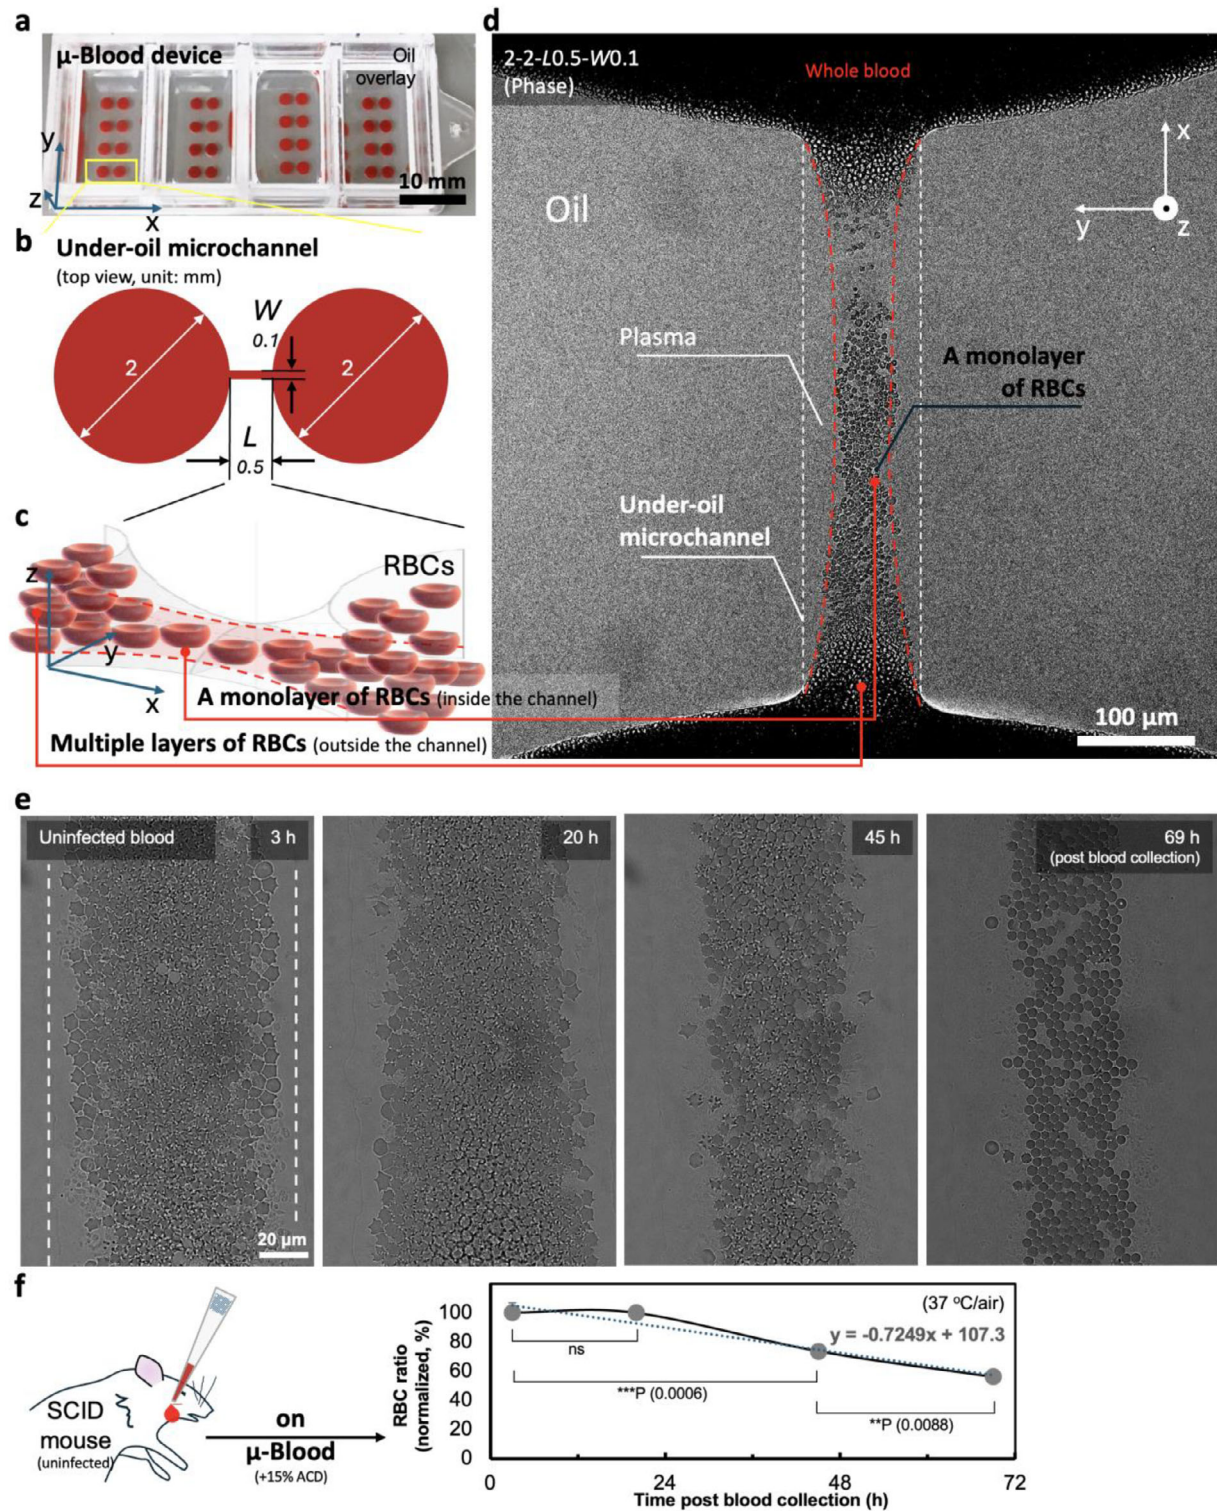 a
μ-Blood device
Oil
overlay
y
z
x
10 mm
b
Under-oil microchannel
(top view, unit: mm)
W
0.1
2
2
L
0.5
c
RBCs
z
y
x
A monolayer of RBCs (inside the channel)
Multiple layers of RBCs (outside the channel)
d
2-2-L0.5-W0.1
(Phase)
Whole blood
x
y
z
Oil
Plasma
A monolayer
of RBCs
Under-oil
microchannel
100 μm
e
Uninfected blood
3 h
20 h
45 h
69 h
(post blood collection)
20 μm
f
SCID
mouse
(uninfected)
on
μ-Blood
(+15% ACD)
RBC ratio
(normalized, %)
100
80
60
40
20
0
(37 °C/air)
y = -0.7249x + 107.3
ns
***P (0.0006)
**P (0.0088)
0
24
48
72
Time post blood collection (h)